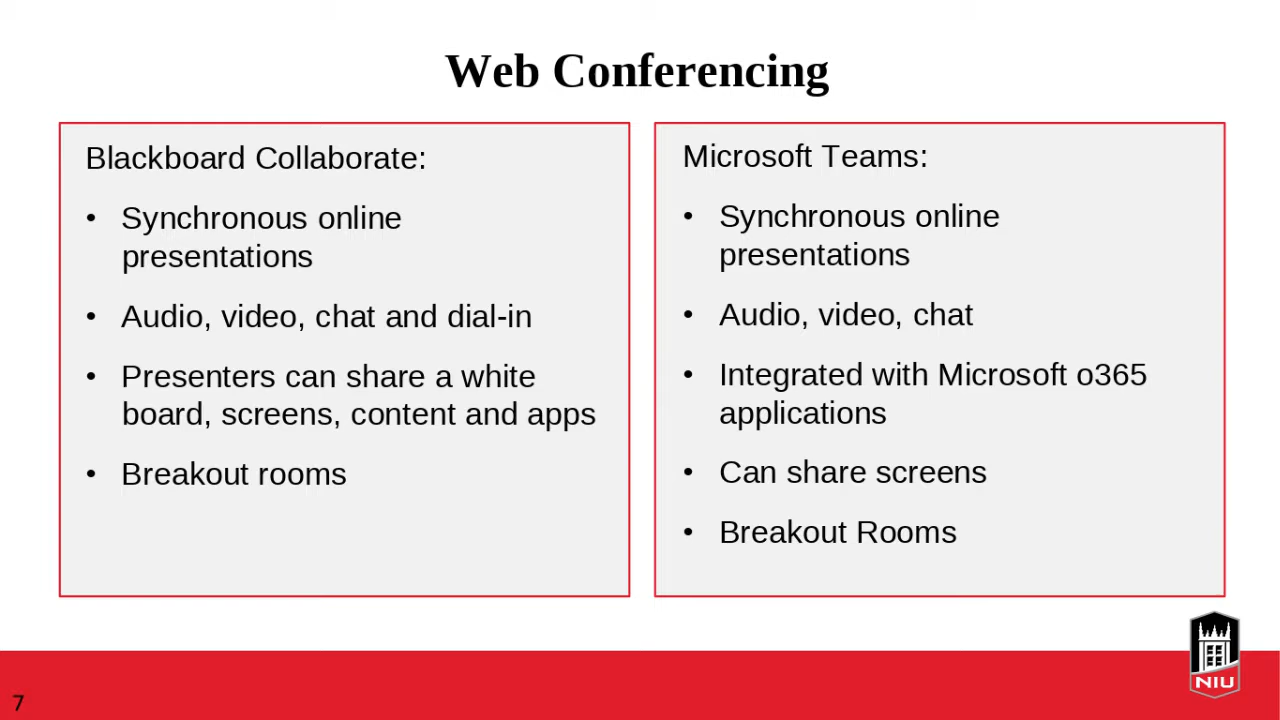 Web Conferencing
Blackboard Collaborate:
• Synchronous online
presentations
• Audio, video, chat and dial-in
• Presenters can share a white
board, screens, content and apps
• Breakout rooms
Microsoft Teams:
• Synchronous online
presentations
• Audio, video, chat
• Integrated with Microsoft o365
applications
• Can share screens
• Breakout Rooms
NIU
7